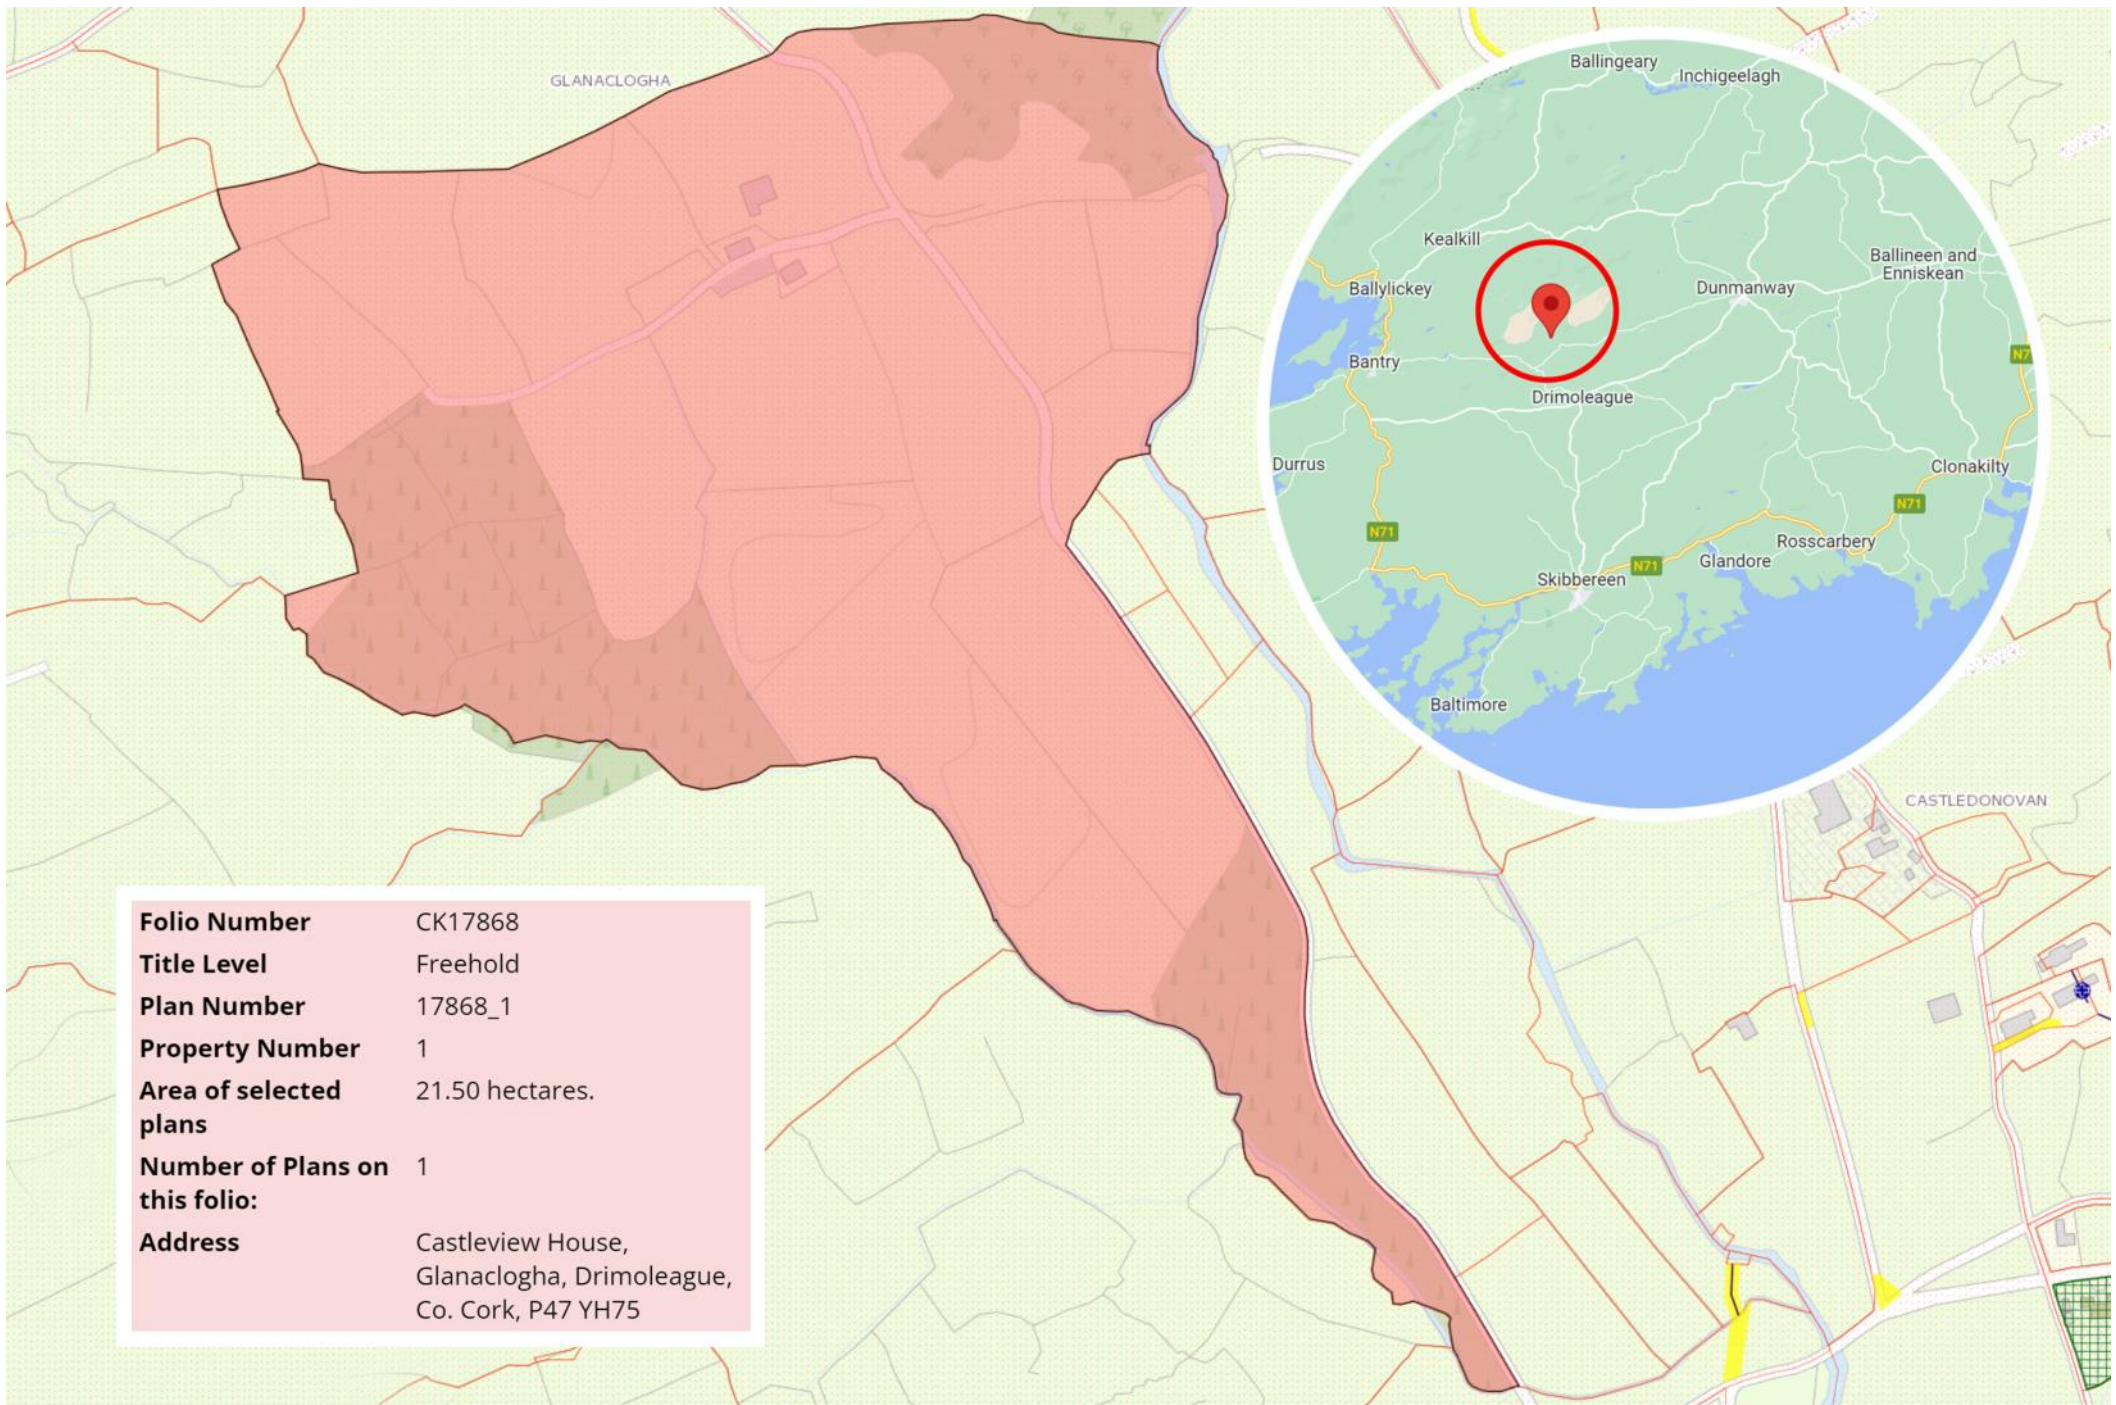 GLANACLOGHA
Ballingeary
Inchigeelagh
Kealkill
Ballineen and
Enniskean
Ballylickey
Dunmanway
N7
Bantry
Drimoleague
Durrus
Clonakilty
N71
N71
Rosscarbery
Glandore
N71
Skibbereen
Baltimore
CASTLEDONOVAN
Folio Number CK17868
Title Level Freehold
Plan Number 17868_1
Property Number 1
Area of selected 21.50 hectares.
plans
Number of Plans on 1
this folio:
Address Castleview House,
Glanaclogha, Drimoleague,
Co. Cork, P47 YH75